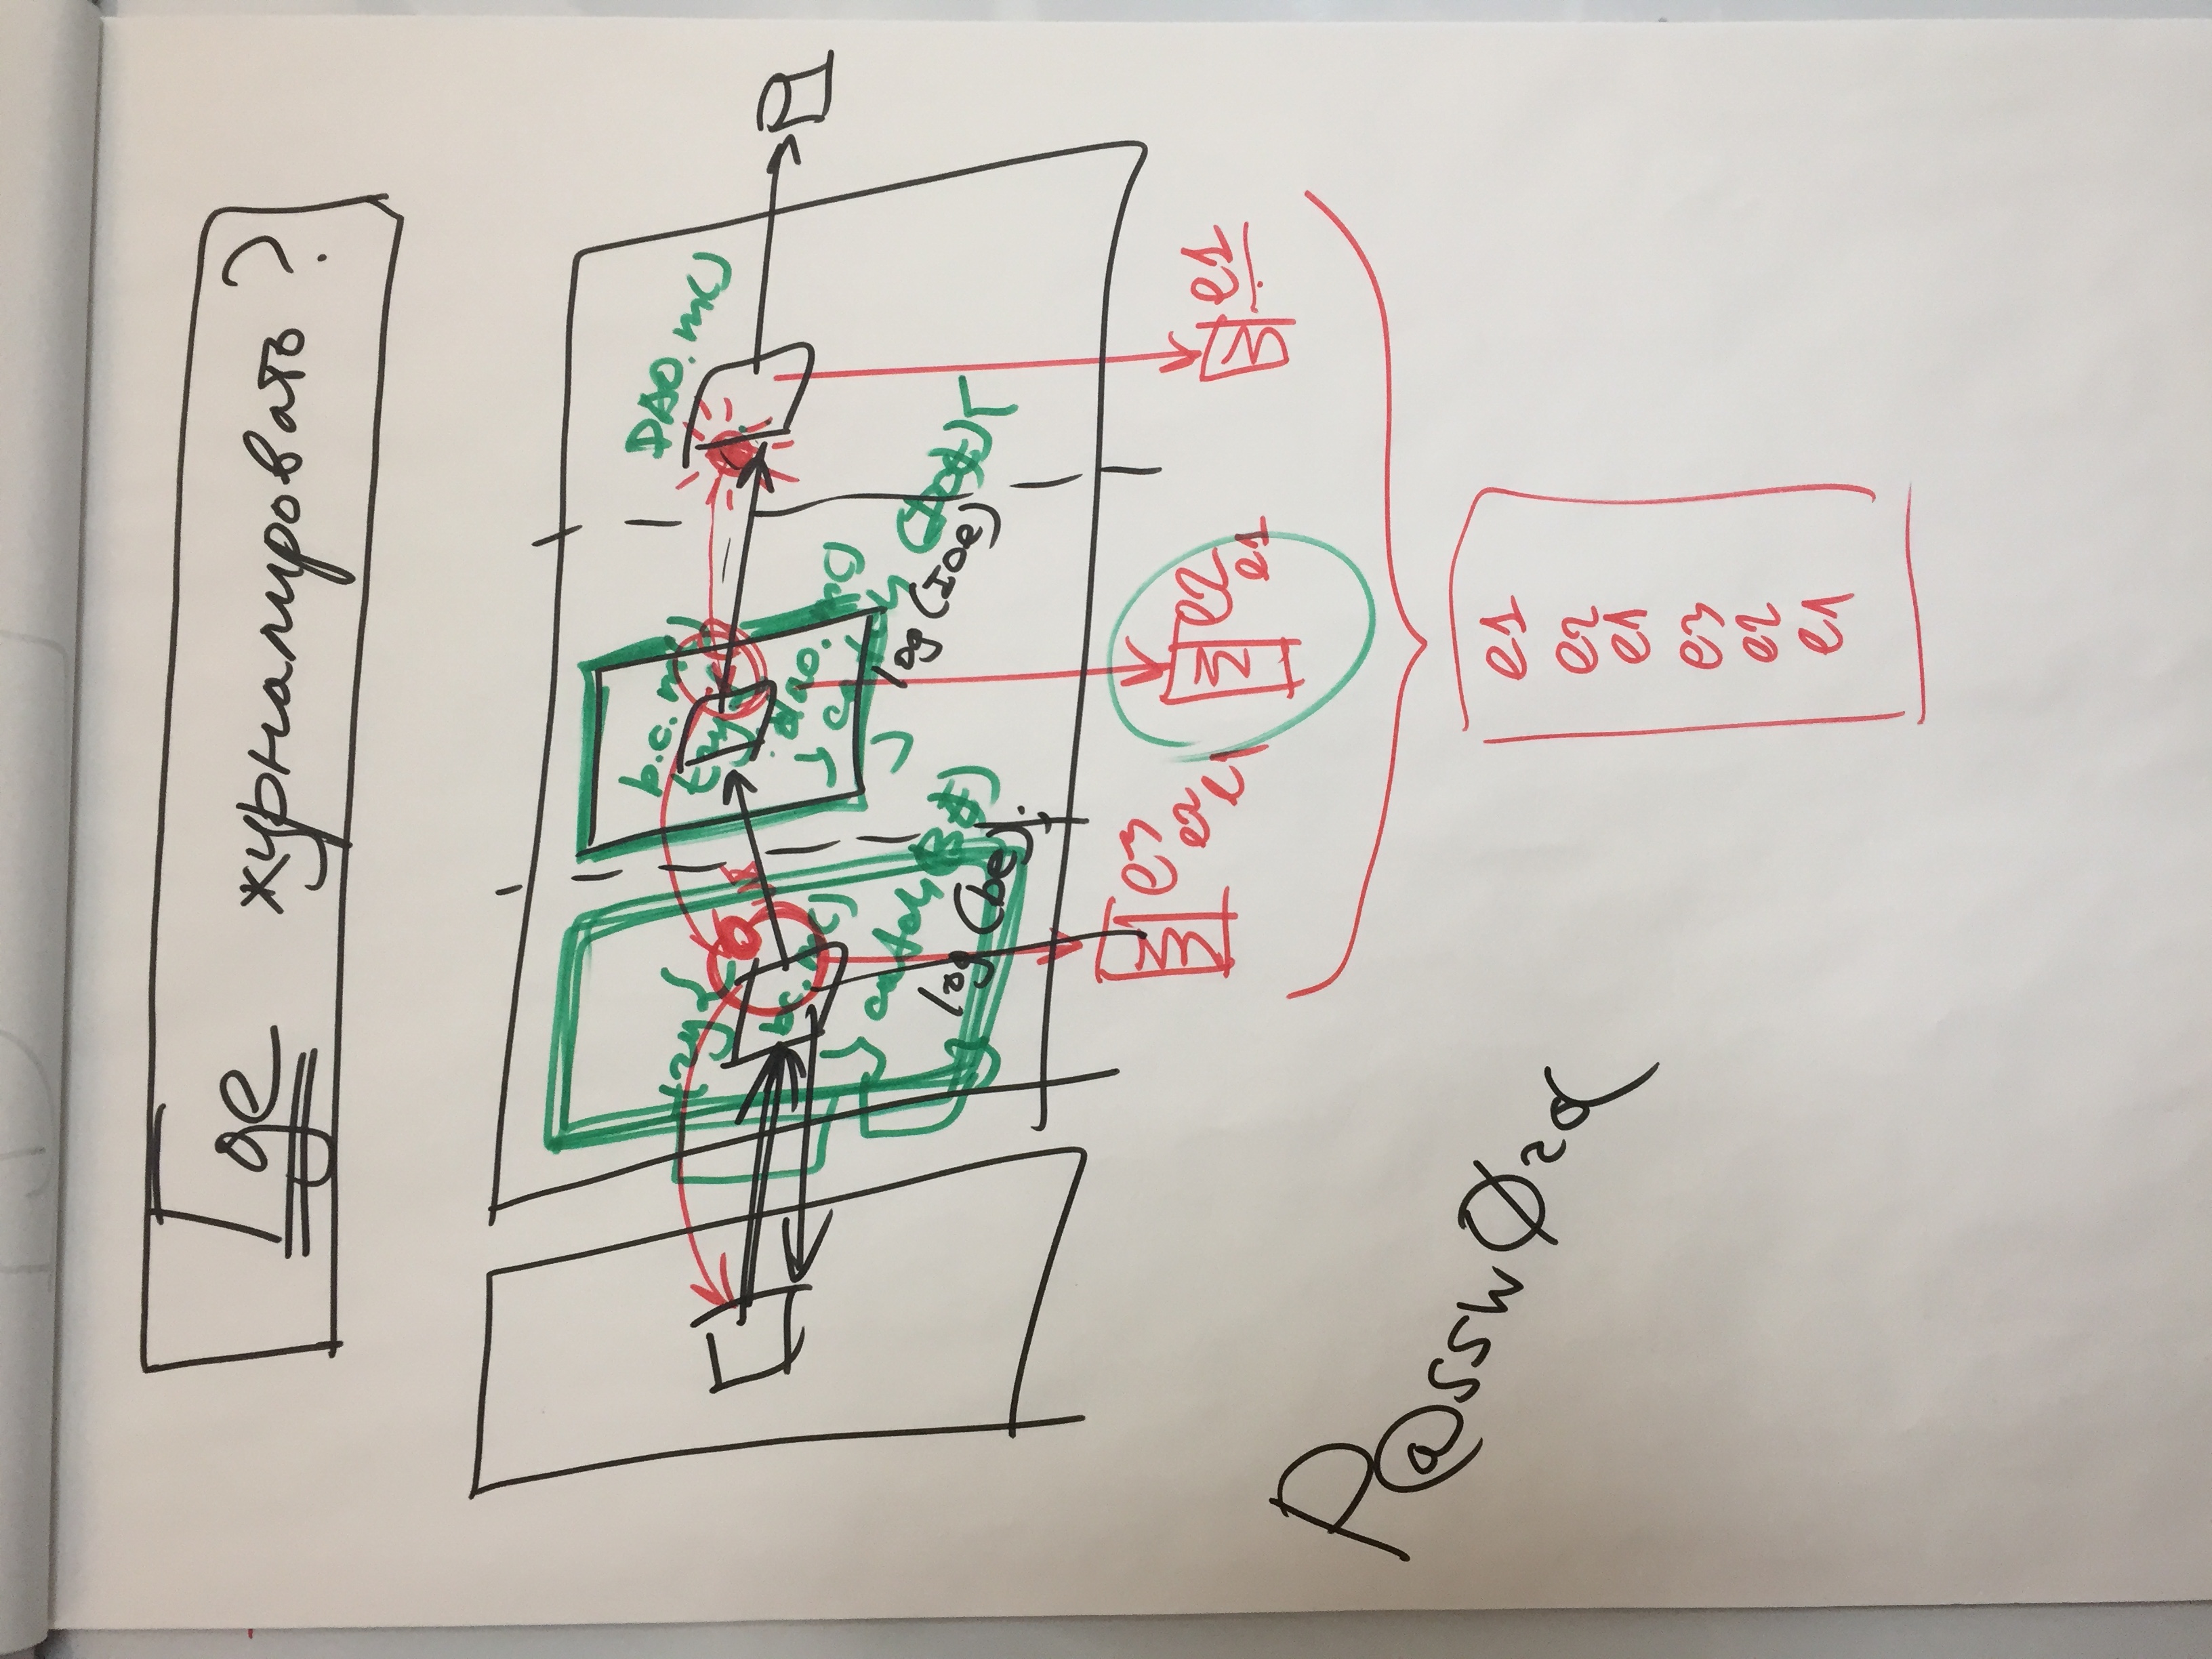 Где журналировать?
try {
bc.m()
} catch (BE)
log (be);
b.c. m()
try {
dao.m()
} catch
log (IOe)
DAO. m()
e3
e2
e1
e2
e1
e1
P@sswØrd
e1
e2
e1
e3
e2
e1